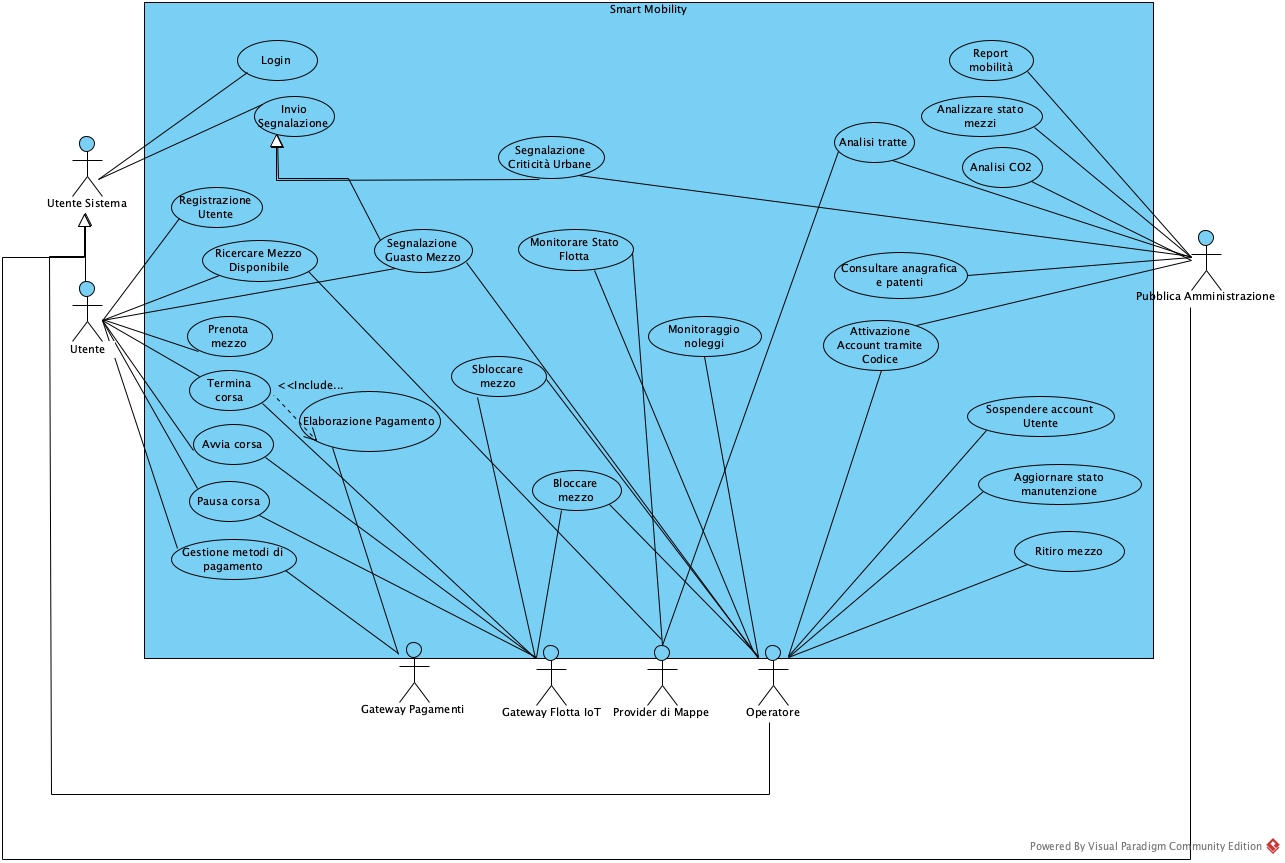 Smart Mobility
Login
Report
mobilità
Invio
Segnalazione
Analizzare stato
mezzi
Analisi tratte
Segnalazione
Criticità Urbane
Analisi CO2
Utente Sistema
Registrazione
Utente
Ricercare Mezzo
Disponibile
Segnalazione
Guasto Mezzo
Monitorare Stato
Flotta
Consultare anagrafica
e patenti
Pubblica Amministrazione
Utente
Prenota
mezzo
Monitoraggio
noleggi
Attivazione
Account tramite
Codice
Termina
corsa
<<Include...
Sbloccare
mezzo
Elaborazione Pagamento
Sospendere account
Utente
Avvia corsa
Pausa corsa
Bloccare
mezzo
Aggiornare stato
manutenzione
Gestione metodi di
pagamento
Ritiro mezzo
Gateway Pagamenti
Gateway Flotta IoT
Provider di Mappe
Operatore
Powered By Visual Paradigm Community Edition